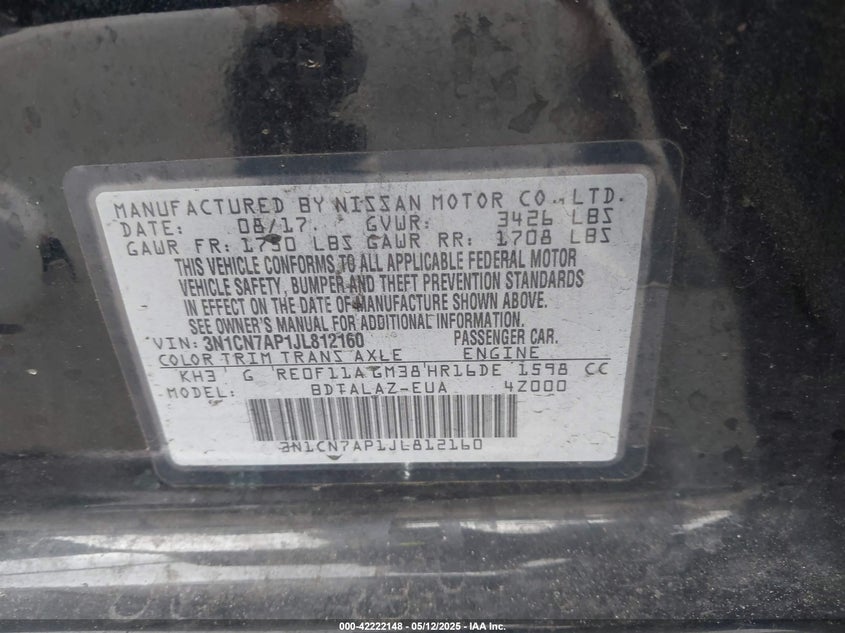 MANUFACTURED BY NISSAN MOTOR CO., LTD.
DATE: 08/17 GVWR: 3426 LBS
GAWR FR: 1730 LBS GAWR RR: 1708 LBS
THIS VEHICLE CONFORMS TO ALL APPLICABLE FEDERAL MOTOR
VEHICLE SAFETY, BUMPER AND THEFT PREVENTION STANDARDS
IN EFFECT ON THE DATE OF MANUFACTURE SHOWN ABOVE.
SEE OWNER'S MANUAL FOR ADDITIONAL INFORMATION.
VIN: 3N1CN7AP1JL812160 PASSENGER CAR.
COLOR TRIM TRANS AXLE ENGINE
KH3 G RE0F11A GM38 HR16DE 1598 CC
MODEL: BDTALAZ-EUA 4Z000
3N1CN7AP1JL812160
000-42222148 - 05/12/2025 - IAA Inc.